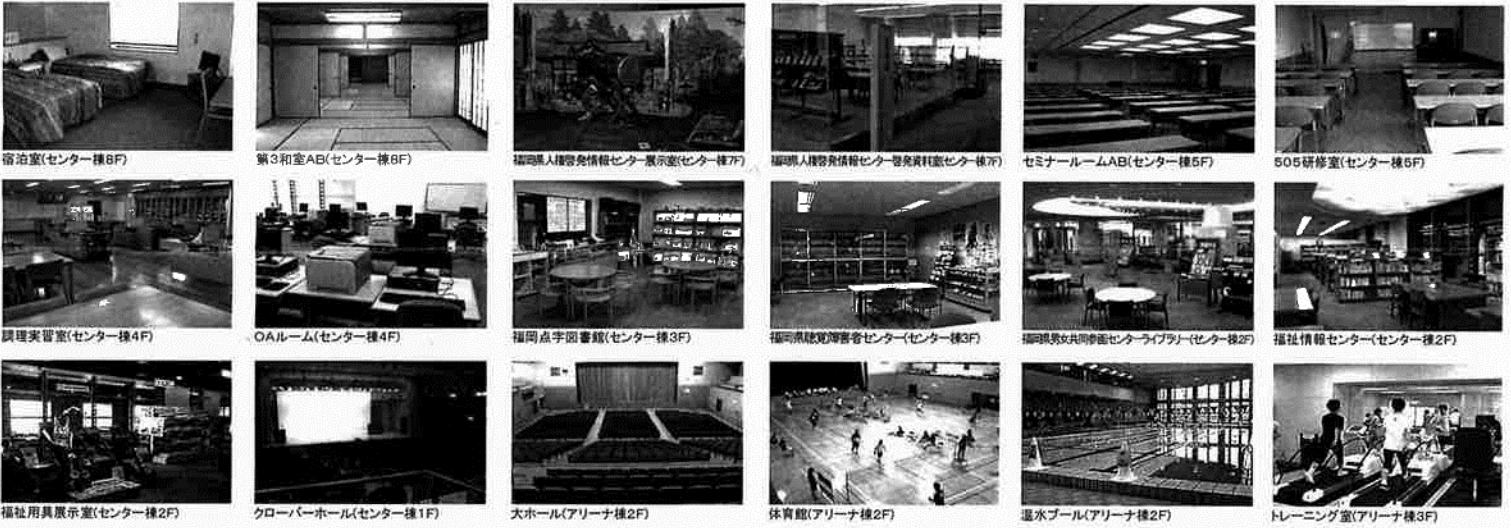 宿泊室(センター棟8F)
第3和室AB(センター棟8F)
福岡県人権啓発情報センター展示室(センター棟7F)
福岡県人権啓発情報センター啓発資料室(センター棟7F)
セミナールームAB(センター棟5F)
505研修室(センター棟5F)
調理実習室(センター棟4F)
OAルーム(センター棟4F)
福岡点字図書館(センター棟3F)
福岡県聴覚障害者センター(センター棟3F)
福岡県男女共同参画センターライブラリー(センター棟2F)
福祉情報センター(センター棟2F)
福祉用具展示室(センター棟2F)
クローバーホール(センター棟1F)
大ホール(アリーナ棟2F)
体育館(アリーナ棟2F)
温水プール(アリーナ棟2F)
トレーニング室(アリーナ棟3F)